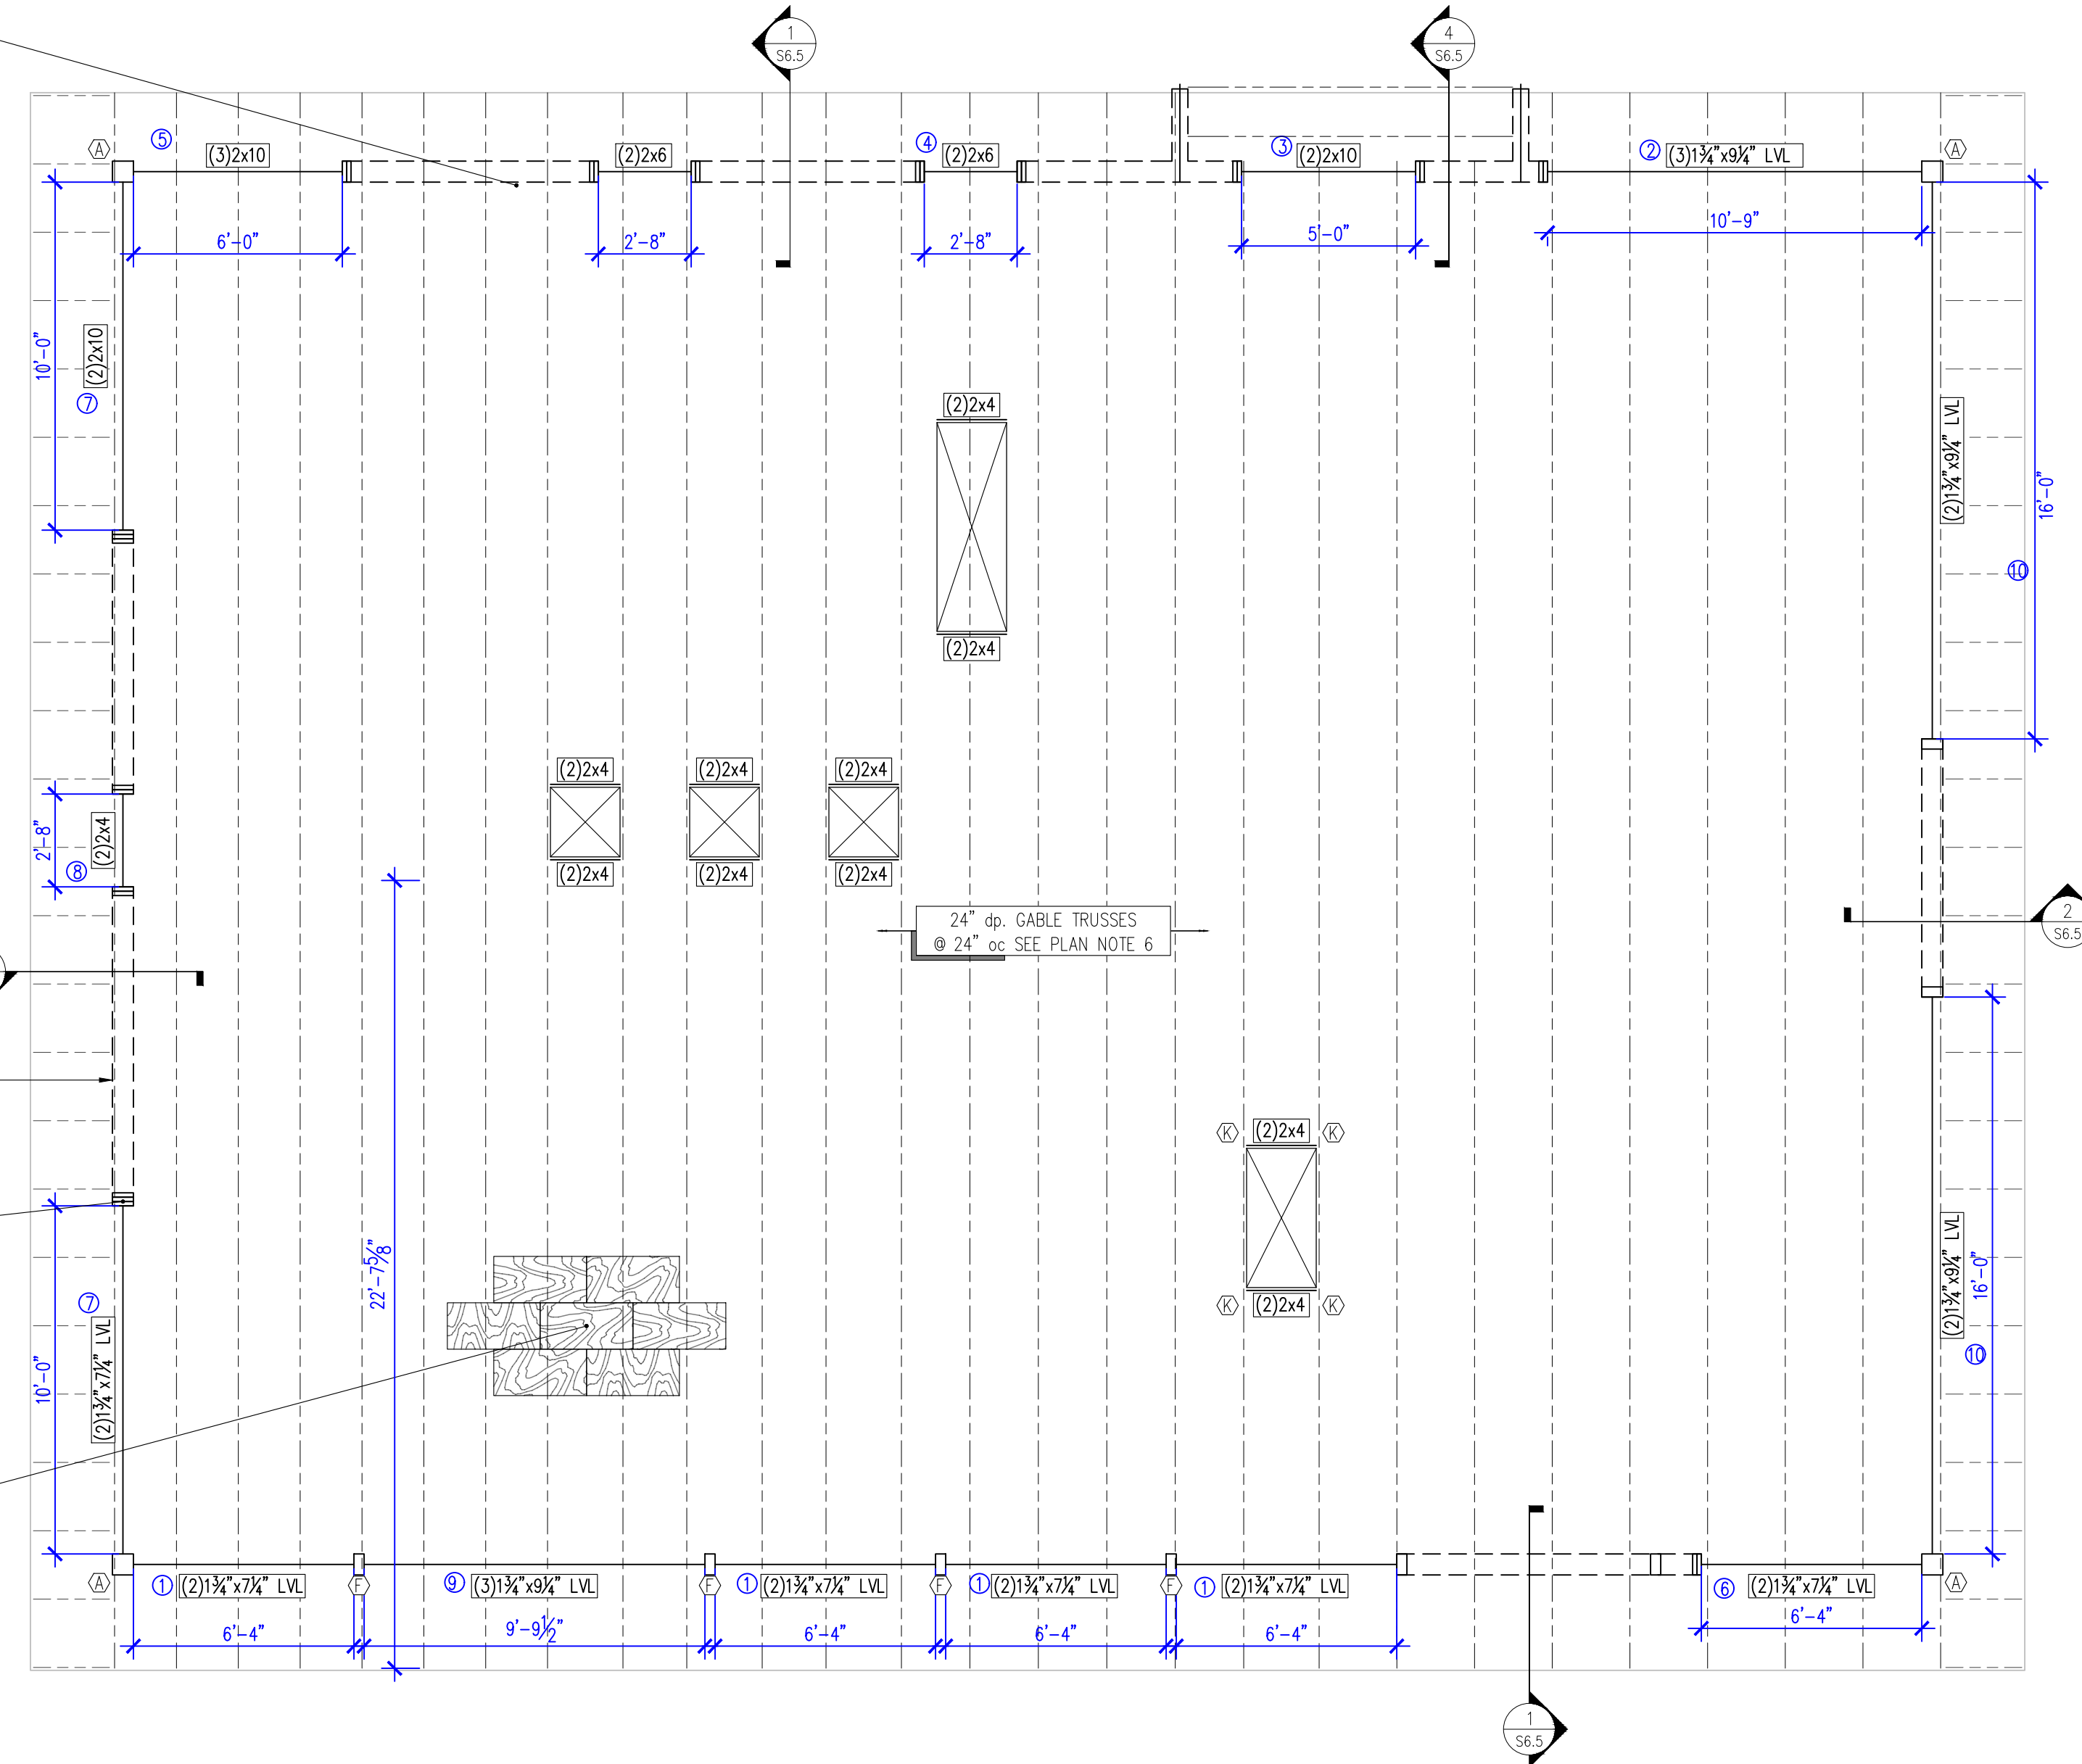 1
S6.5
4
S6.5
A
5
(3)2x10
(2)2x6
4
(2)2x6
3
(2)2x10
2
(3)1¾"x9¼" LVL
A
6'-0"
2'-8"
2'-8"
5'-0"
10'-9"
10'-0"
(2)2x10
7
(2)2x4
(2)2x4
(2)1¾"x9¼" LVL
16'-0"
10
(2)2x4
(2)2x4
(2)2x4
(2)2x4
(2)2x4
(2)2x4
2'-8"
(2)2x4
8
24" dp. GABLE TRUSSES
@ 24" oc SEE PLAN NOTE 6
2
S6.5
K
(2)2x4
K
K
(2)2x4
K
22'-7⅝"
7
(2)1¾"x7¼" LVL
10'-0"
(2)1¾"x9¼" LVL
16'-0"
10
A
1
(2)1¾"x7¼" LVL
F
9
(3)1¾"x9¼" LVL
F
1
(2)1¾"x7¼" LVL
F
1
(2)1¾"x7¼" LVL
F
1
(2)1¾"x7¼" LVL
6
(2)1¾"x7¼" LVL
A
6'-4"
9'-9½"
6'-4"
6'-4"
6'-4"
6'-4"
1
S6.5